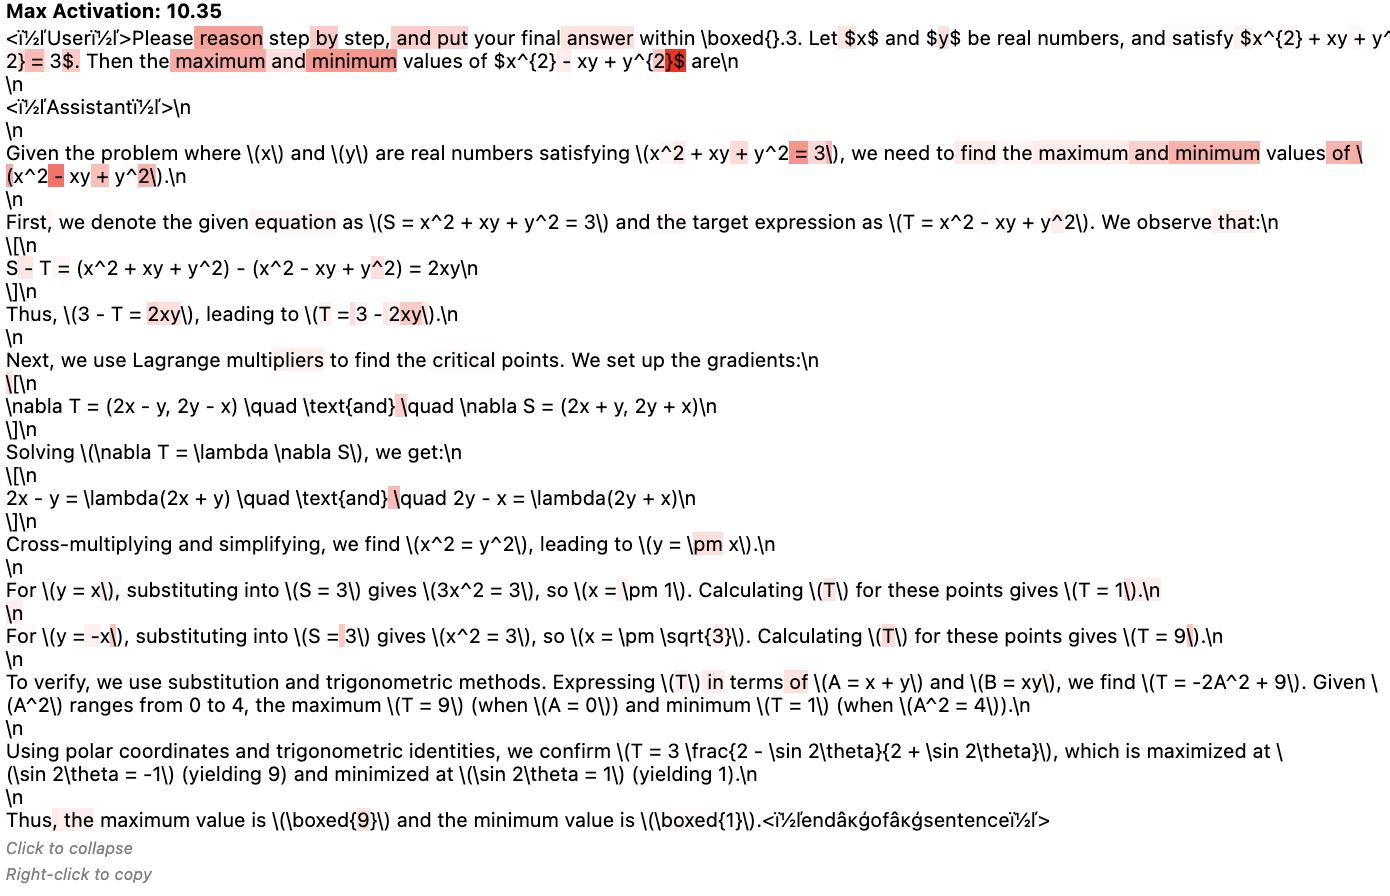 Max Activation: 10.35
<ï½ľUserï½ľ>Please reason step by step, and put your final answer within \boxed{}.3. Let $x$ and $y$ be real numbers, and satisfy $x^{2} + xy + y^
2} = 3$. Then the maximum and minimum values of $x^{2} - xy + y^{2}$ are\n
\n
<ï½ľAssistantï½ľ>\n
\n
Given the problem where \(x\) and \(y\) are real numbers satisfying \(x^2 + xy + y^2 = 3\), we need to find the maximum and minimum values of \
(x^2 - xy + y^2\).\n
\n
First, we denote the given equation as \(S = x^2 + xy + y^2 = 3\) and the target expression as \(T = x^2 - xy + y^2\). We observe that:\n
\[\n
S - T = (x^2 + xy + y^2) - (x^2 - xy + y^2) = 2xy\n
\]\n
Thus, \(3 - T = 2xy\), leading to \(T = 3 - 2xy\).\n
\n
Next, we use Lagrange multipliers to find the critical points. We set up the gradients:\n
\[\n
\nabla T = (2x - y, 2y - x) \quad \text{and} \quad \nabla S = (2x + y, 2y + x)\n
\]\n
Solving \(\nabla T = \lambda \nabla S\), we get:\n
\[\n
2x - y = \lambda(2x + y) \quad \text{and} \quad 2y - x = \lambda(2y + x)\n
\]\n
Cross-multiplying and simplifying, we find \(x^2 = y^2\), leading to \(y = \pm x\).\n
\n
For \(y = x\), substituting into \(S = 3\) gives \(3x^2 = 3\), so \(x = \pm 1\). Calculating \(T\) for these points gives \(T = 1\).\n
\n
For \(y = -x\), substituting into \(S = 3\) gives \(x^2 = 3\), so \(x = \pm \sqrt{3}\). Calculating \(T\) for these points gives \(T = 9\).\n
\n
To verify, we use substitution and trigonometric methods. Expressing \(T\) in terms of \(A = x + y\) and \(B = xy\), we find \(T = -2A^2 + 9\). Given \
(A^2\) ranges from 0 to 4, the maximum \(T = 9\) (when \(A = 0\)) and minimum \(T = 1\) (when \(A^2 = 4\)).\n
\n
Using polar coordinates and trigonometric identities, we confirm \(T = 3 \frac{2 - \sin 2\theta}{2 + \sin 2\theta}\), which is maximized at \
(\sin 2\theta = -1\) (yielding 9) and minimized at \(\sin 2\theta = 1\) (yielding 1).\n
\n
Thus, the maximum value is \(\boxed{9}\) and the minimum value is \(\boxed{1}\).<ï½ľendâĸģofâĸģsentenceï½ľ>
Click to collapse
Right-click to copy